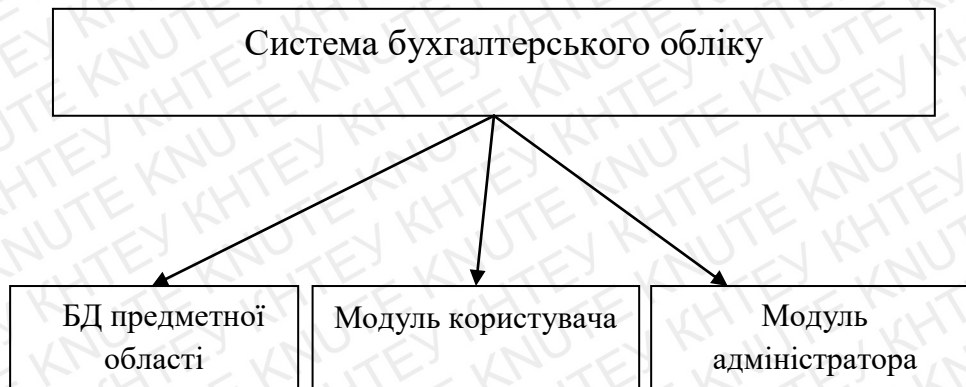 Система бухгалтерського обліку
БД предметної
області
Модуль користувача
Модуль
адміністратора